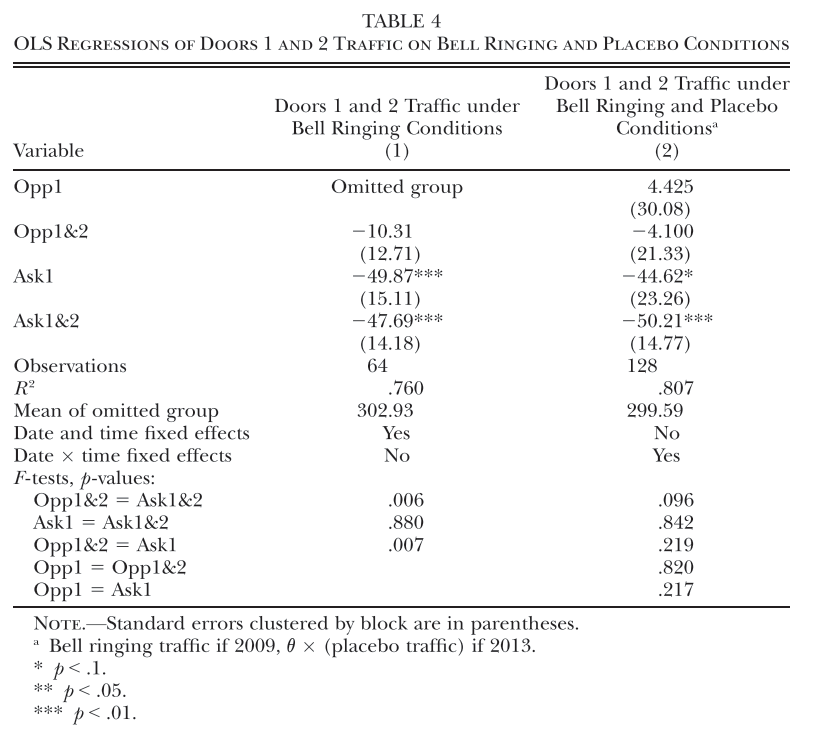 TABLE 4
OLS Regressions of Doors 1 and 2 Traffic on Bell Ringing and Placebo Conditions
Variable Doors 1 and 2 Traffic under Bell Ringing Conditions (1) Doors 1 and 2 Traffic under Bell Ringing and Placebo Conditionsᵃ (2)
Opp1 Omitted group 4.425
(30.08)
Opp1&2 −10.31 −4.100
(12.71) (21.33)
Ask1 −49.87*** −44.62*
(15.11) (23.26)
Ask1&2 −47.69*** −50.21***
(14.18) (14.77)
Observations 64 128
R² .760 .807
Mean of omitted group 302.93 299.59
Date and time fixed effects Yes No
Date × time fixed effects No Yes
F-tests, p-values:
Opp1&2 = Ask1&2 .006 .096
Ask1 = Ask1&2 .880 .842
Opp1&2 = Ask1 .007 .219
Opp1 = Opp1&2 .820
Opp1 = Ask1 .217
Note.—Standard errors clustered by block are in parentheses.
ᵃ Bell ringing traffic if 2009, θ × (placebo traffic) if 2013.
* p < .1.
** p < .05.
*** p < .01.